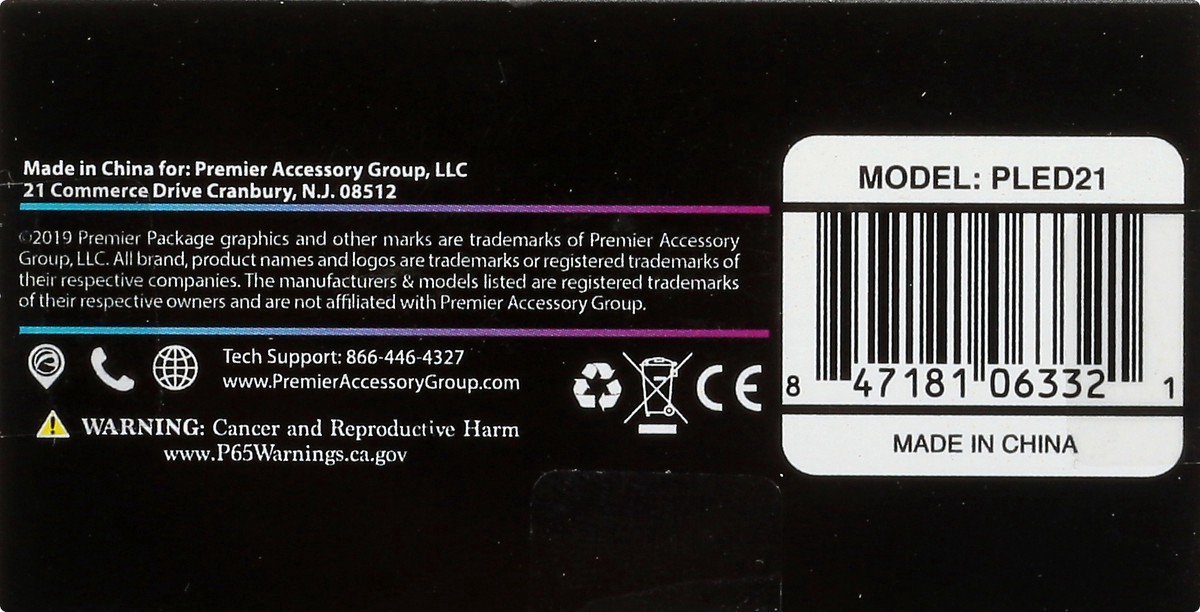 Made in China for: Premier Accessory Group, LLC
21 Commerce Drive Cranbury, N.J. 08512
©2019 Premier Package graphics and other marks are trademarks of Premier Accessory
Group, LLC. All brand, product names and logos are trademarks or registered trademarks of
their respective companies. The manufacturers & models listed are registered trademarks
of their respective owners and are not affiliated with Premier Accessory Group.
Tech Support: 866-446-4327
www.PremierAccessoryGroup.com
WARNING: Cancer and Reproductive Harm
www.P65Warnings.ca.gov
CE
MODEL: PLED21
8 47181 06332 1
MADE IN CHINA